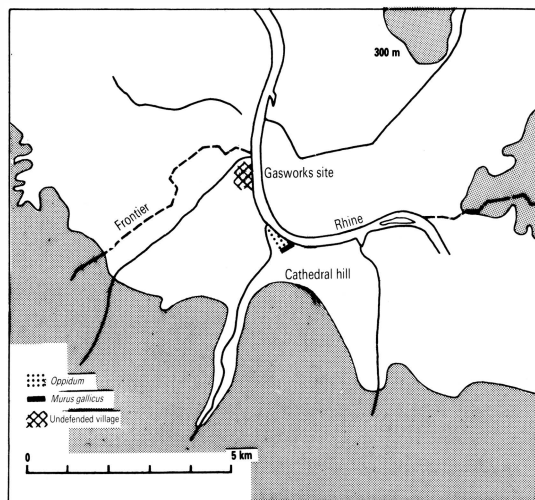 300 m
Gasworks site
Frontier
Rhine
Cathedral hill
Oppidum
Murus gallicus
Undefended village
0 5 km